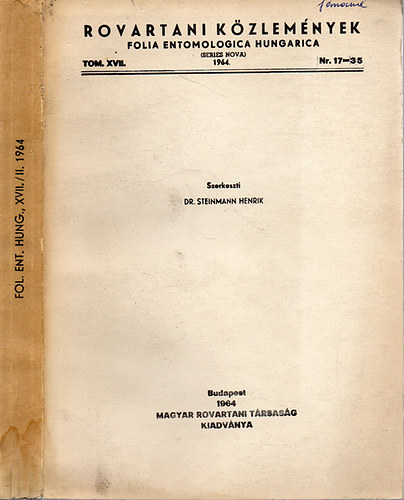 ROVARTANI KÖZLEMÉNYEK
FOLIA ENTOMOLOGICA HUNGARICA
(SERIES NOVA)
TOM. XVII. 1964. Nr. 17—35
Szerkeszti
DR. STEINMANN HENRIK
Budapest
1964
MAGYAR ROVARTANI TÁRSASÁG
KIADVÁNYA
FOL. ENT. HUNG., XVII./II. 1964